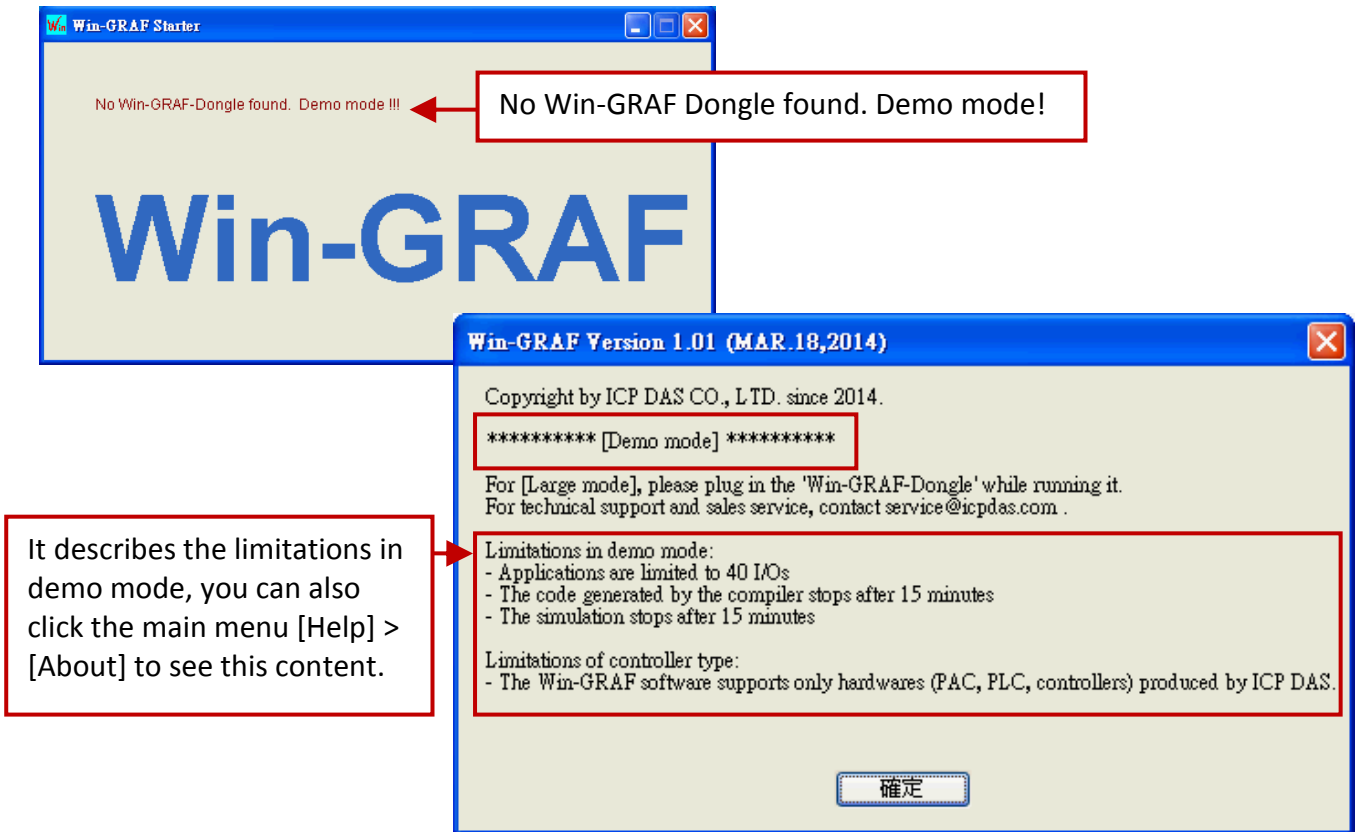 Win-GRAF Starter
No Win-GRAF-Dongle found. Demo mode !!!
No Win-GRAF Dongle found. Demo mode!
Win-GRAF
Win-GRAF Version 1.01 (MAR.18,2014)
Copyright by ICP DAS CO., LTD. since 2014.
********** [Demo mode] **********
For [Large mode], please plug in the 'Win-GRAF-Dongle' while running it.
For technical support and sales service, contact service@icpdas.com .
It describes the limitations in
demo mode, you can also
click the main menu [Help] >
[About] to see this content.
Limitations in demo mode:
- Applications are limited to 40 I/Os
- The code generated by the compiler stops after 15 minutes
- The simulation stops after 15 minutes
Limitations of controller type:
- The Win-GRAF software supports only hardwares (PAC, PLC, controllers) produced by ICP DAS.
確定